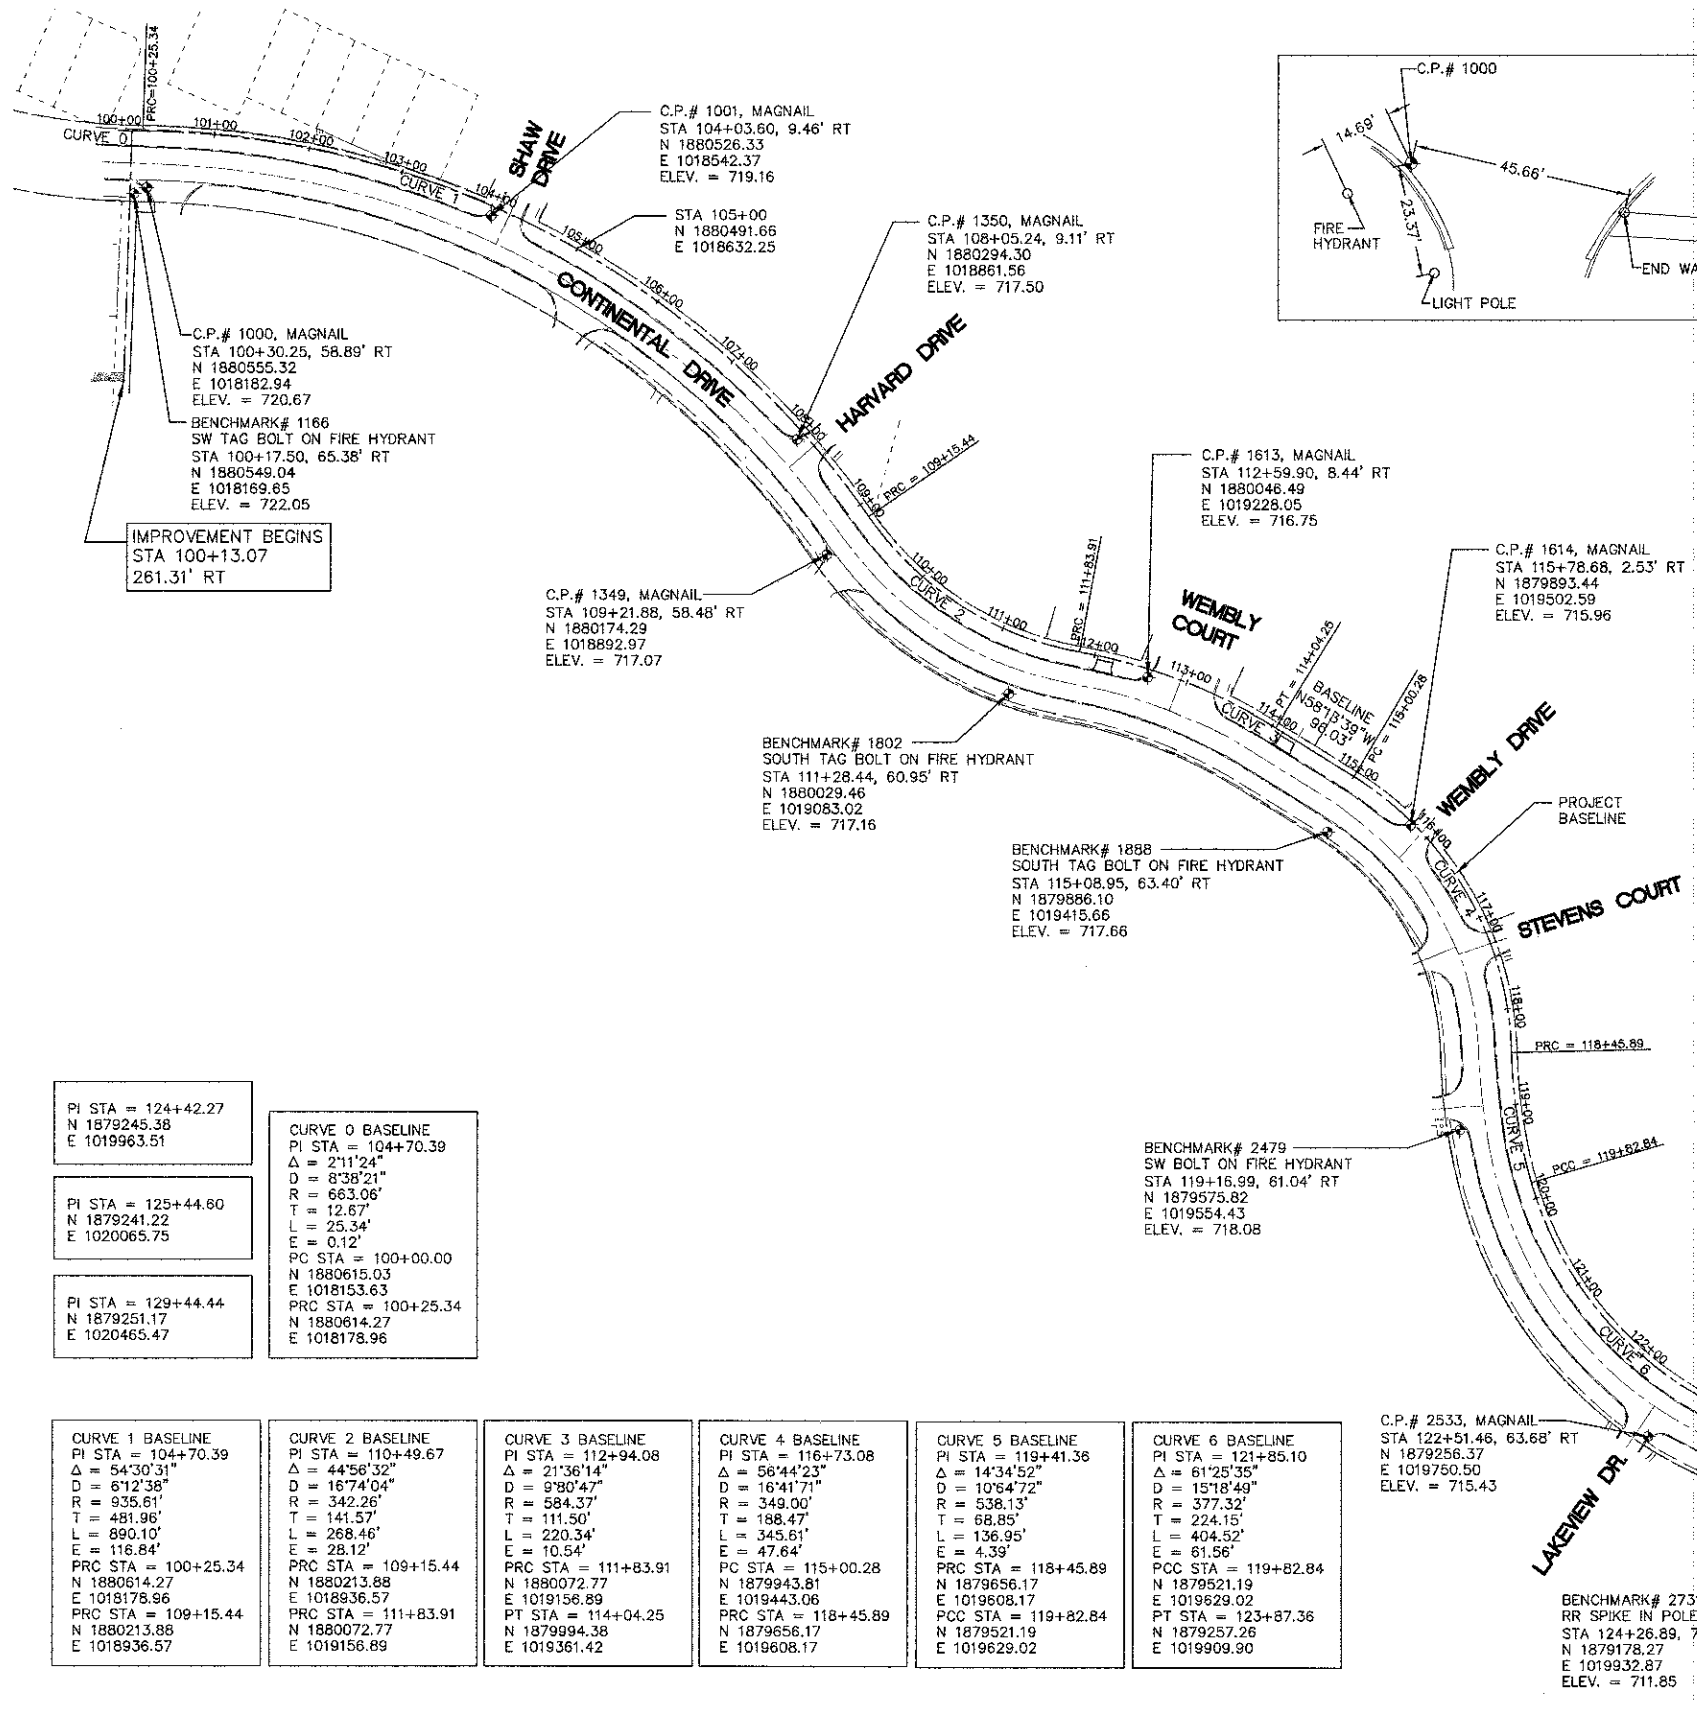 PRC=100+25.34
100+00
CURVE 0
101+00
102+00
103+00
CURVE 1
104+00
SHAW
DRIVE
C.P.# 1001, MAGNAIL
STA 104+03.60, 9.46' RT
N 1880526.33
E 1018542.37
ELEV. = 719.16
STA 105+00
N 1880491.66
E 1018632.25
105+00
106+00
107+00
108+00
CONTINENTAL DRIVE
C.P.# 1350, MAGNAIL
STA 108+05.24, 9.11' RT
N 1880294.30
E 1018861.56
ELEV. = 717.50
C.P.# 1000
14.69'
45.66'
23.37'
FIRE
HYDRANT
LIGHT POLE
END WA
C.P.# 1000, MAGNAIL
STA 100+30.25, 58.89' RT
N 1880555.32
E 1018182.94
ELEV. = 720.67
BENCHMARK# 1166
SW TAG BOLT ON FIRE HYDRANT
STA 100+17.50, 65.38' RT
N 1880549.04
E 1018169.65
ELEV. = 722.05
IMPROVEMENT BEGINS
STA 100+13.07
261.31' RT
HARVARD DRIVE
109+00
PRC = 109+15.44
110+00
CURVE 2
111+00
PRC = 111+83.91
112+00
C.P.# 1613, MAGNAIL
STA 112+59.90, 8.44' RT
N 1880046.49
E 1019228.05
ELEV. = 716.75
C.P.# 1349, MAGNAIL
STA 109+21.88, 58.48' RT
N 1880174.29
E 1018892.97
ELEV. = 717.07
WEMBLY
COURT
113+00
CURVE 3
114+00
PT = 114+04.25
BASELINE
N58°13'39"W
96.03'
PC = 115+00.28
115+00
C.P.# 1614, MAGNAIL
STA 115+78.68, 2.53' RT
N 1879893.44
E 1019502.59
ELEV. = 715.96
BENCHMARK# 1802
SOUTH TAG BOLT ON FIRE HYDRANT
STA 111+28.44, 60.95' RT
N 1880029.46
E 1019083.02
ELEV. = 717.16
WEMBLY DRIVE
PROJECT
BASELINE
116+00
CURVE 4
117+00
STEVENS COURT
BENCHMARK# 1888
SOUTH TAG BOLT ON FIRE HYDRANT
STA 115+08.95, 63.40' RT
N 1879886.10
E 1019415.66
ELEV. = 717.66
118+00
PRC = 118+45.89
119+00
CURVE 5
PCC = 119+82.84
120+00
121+00
CURVE 6
122+00
BENCHMARK# 2479
SW BOLT ON FIRE HYDRANT
STA 119+16.99, 61.04' RT
N 1879575.82
E 1019554.43
ELEV. = 718.08
PI STA = 124+42.27
N 1879245.38
E 1019963.51
PI STA = 125+44.60
N 1879241.22
E 1020065.75
PI STA = 129+44.44
N 1879251.17
E 1020465.47
CURVE 0 BASELINE
PI STA = 104+70.39
Δ = 2°11'24"
D = 8°38'21"
R = 663.06'
T = 12.67'
L = 25.34'
E = 0.12'
PC STA = 100+00.00
N 1880615.03
E 1018153.63
PRC STA = 100+25.34
N 1880614.27
E 1018178.96
CURVE 1 BASELINE
PI STA = 104+70.39
Δ = 54°30'31"
D = 6°12'38"
R = 935.61'
T = 481.96'
L = 890.10'
E = 116.84'
PRC STA = 100+25.34
N 1880614.27
E 1018178.96
PRC STA = 109+15.44
N 1880213.88
E 1018936.57
CURVE 2 BASELINE
PI STA = 110+49.67
Δ = 44°56'32"
D = 16°74'04"
R = 342.26'
T = 141.57'
L = 268.46'
E = 28.12'
PRC STA = 109+15.44
N 1880213.88
E 1018936.57
PRC STA = 111+83.91
N 1880072.77
E 1019156.89
CURVE 3 BASELINE
PI STA = 112+94.08
Δ = 21°36'14"
D = 9°80'47"
R = 584.37'
T = 111.50'
L = 220.34'
E = 10.54'
PRC STA = 111+83.91
N 1880072.77
E 1019156.89
PT STA = 114+04.25
N 1879994.38
E 1019361.42
CURVE 4 BASELINE
PI STA = 116+73.08
Δ = 56°44'23"
D = 16°41'71"
R = 349.00'
T = 188.47'
L = 345.61'
E = 47.64'
PC STA = 115+00.28
N 1879943.81
E 1019443.06
PRC STA = 118+45.89
N 1879656.17
E 1019608.17
CURVE 5 BASELINE
PI STA = 119+41.36
Δ = 14°34'52"
D = 10°64'72"
R = 538.13'
T = 68.85'
L = 136.95'
E = 4.39'
PRC STA = 118+45.89
N 1879656.17
E 1019608.17
PCC STA = 119+82.84
N 1879521.19
E 1019629.02
CURVE 6 BASELINE
PI STA = 121+85.10
Δ = 61°25'35"
D = 15°18'49"
R = 377.32'
T = 224.15'
L = 404.52'
E = 61.56'
PCC STA = 119+82.84
N 1879521.19
E 1019629.02
PT STA = 123+87.36
N 1879257.26
E 1019909.90
C.P.# 2533, MAGNAIL
STA 122+51.46, 63.68' RT
N 1879256.37
E 1019750.50
ELEV. = 715.43
LAKEVIEW DR.
BENCHMARK# 273
RR SPIKE IN POLE
STA 124+26.89, 7
N 1879178.27
E 1019932.87
ELEV. = 711.85